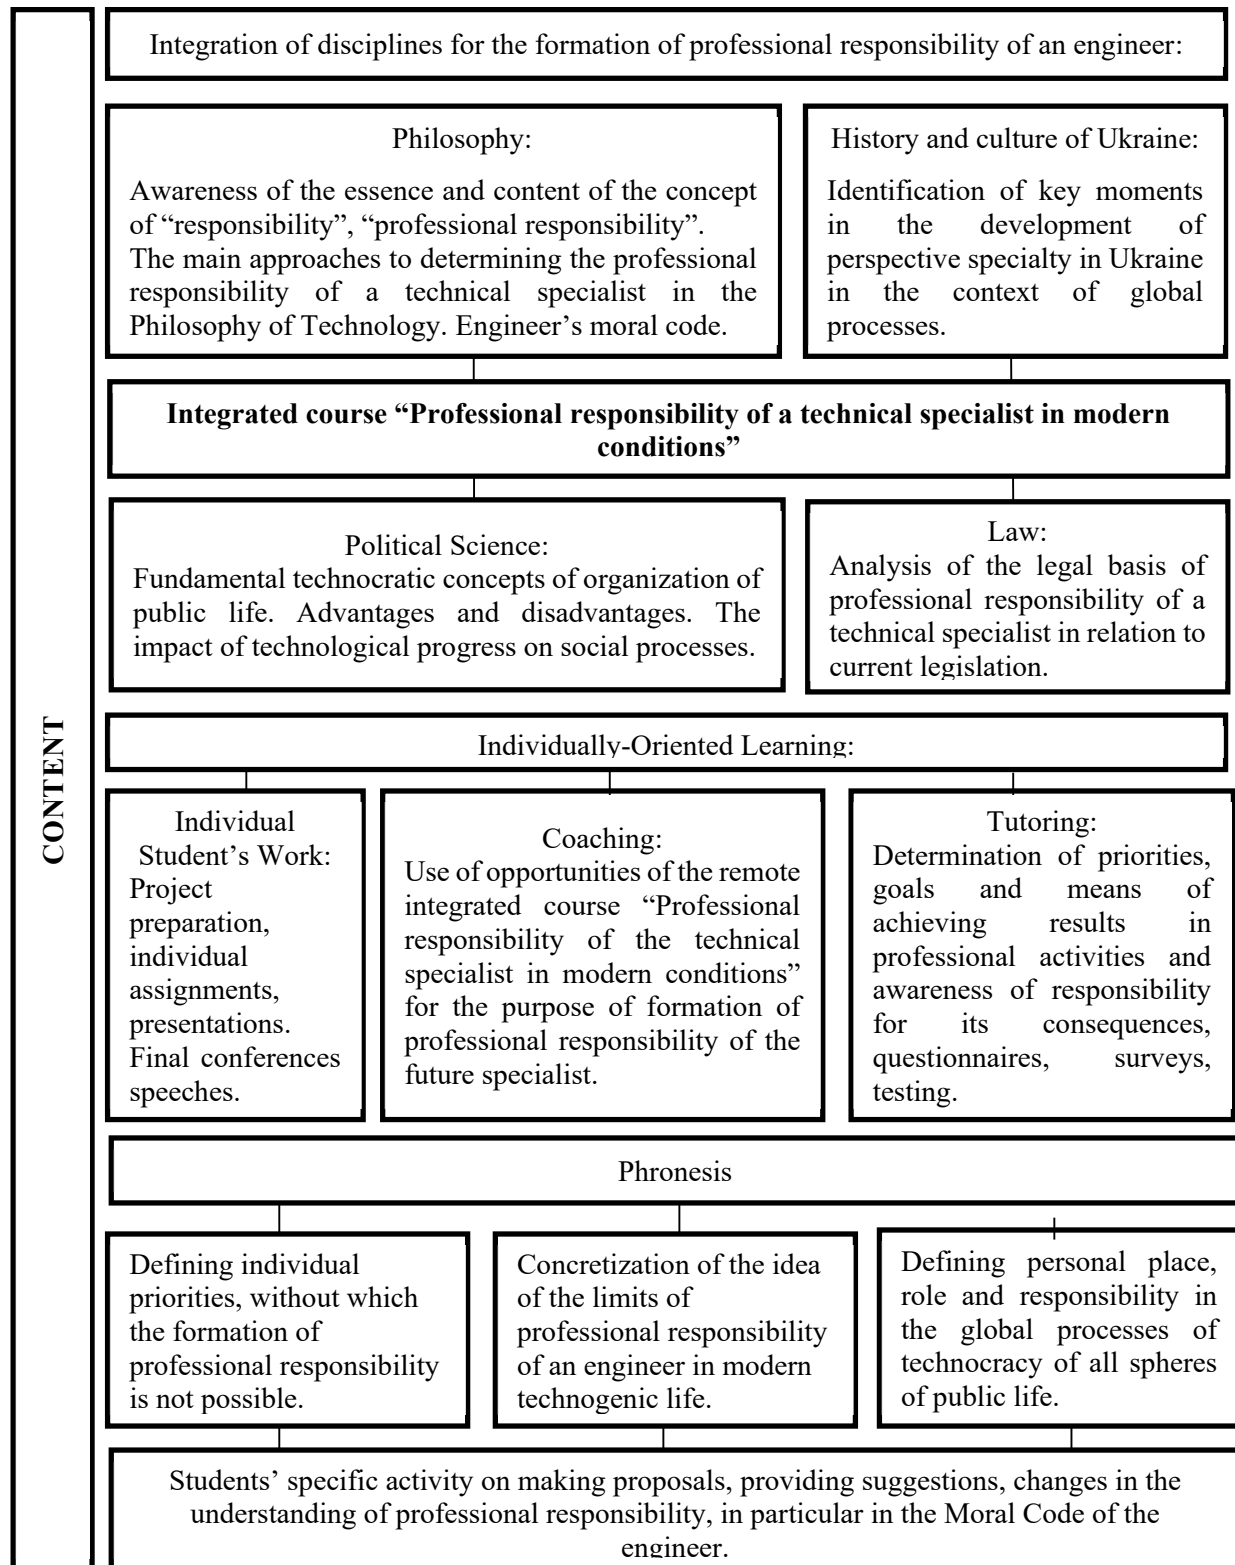 Integration of disciplines for the formation of professional responsibility of an engineer:
Philosophy:
Awareness of the essence and content of the concept
of “responsibility”, “professional responsibility”.
The main approaches to determining the professional
responsibility of a technical specialist in the
Philosophy of Technology. Engineer’s moral code.
History and culture of Ukraine:
Identification of key moments
in the development of
perspective specialty in Ukraine
in the context of global
processes.
Integrated course “Professional responsibility of a technical specialist in modern
conditions”
Political Science:
Fundamental technocratic concepts of organization of
public life. Advantages and disadvantages. The
impact of technological progress on social processes.
Law:
Analysis of the legal basis of
professional responsibility of a
technical specialist in relation to
current legislation.
CONTENT
Individually-Oriented Learning:
Individual
Student’s Work:
Project
preparation,
individual
assignments,
presentations.
Final conferences
speeches.
Coaching:
Use of opportunities of the remote
integrated course “Professional
responsibility of the technical
specialist in modern conditions”
for the purpose of formation of
professional responsibility of the
future specialist.
Tutoring:
Determination of priorities,
goals and means of
achieving results in
professional activities and
awareness of responsibility
for its consequences,
questionnaires, surveys,
testing.
Phronesis
Defining individual
priorities, without which
the formation of
professional responsibility
is not possible.
Concretization of the idea
of the limits of
professional responsibility
of an engineer in modern
technogenic life.
Defining personal place,
role and responsibility in
the global processes of
technocracy of all spheres
of public life.
Students’ specific activity on making proposals, providing suggestions, changes in the
understanding of professional responsibility, in particular in the Moral Code of the
engineer.